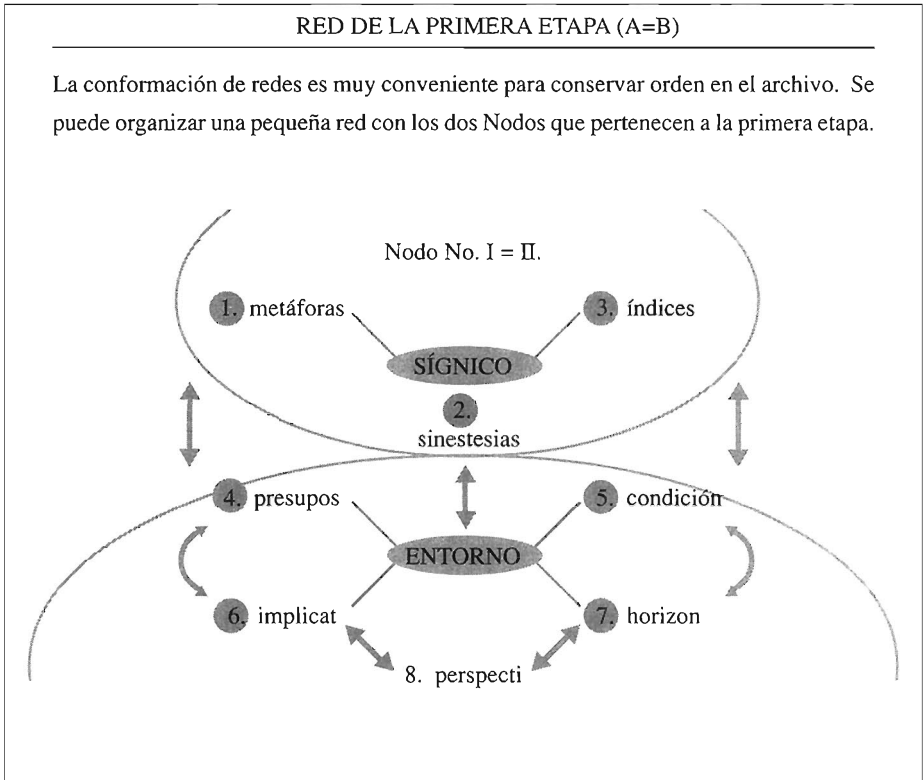 RED DE LA PRIMERA ETAPA (A=B)
La conformación de redes es muy conveniente para conservar orden en el archivo. Se
puede organizar una pequeña red con los dos Nodos que pertenecen a la primera etapa.
Nodo No. I = II.
1. metáforas
3. índices
SÍGNICO
2.
sinestesias
4. presupos
5. condición
ENTORNO
6. implicat
7. horizon
8. perspecti